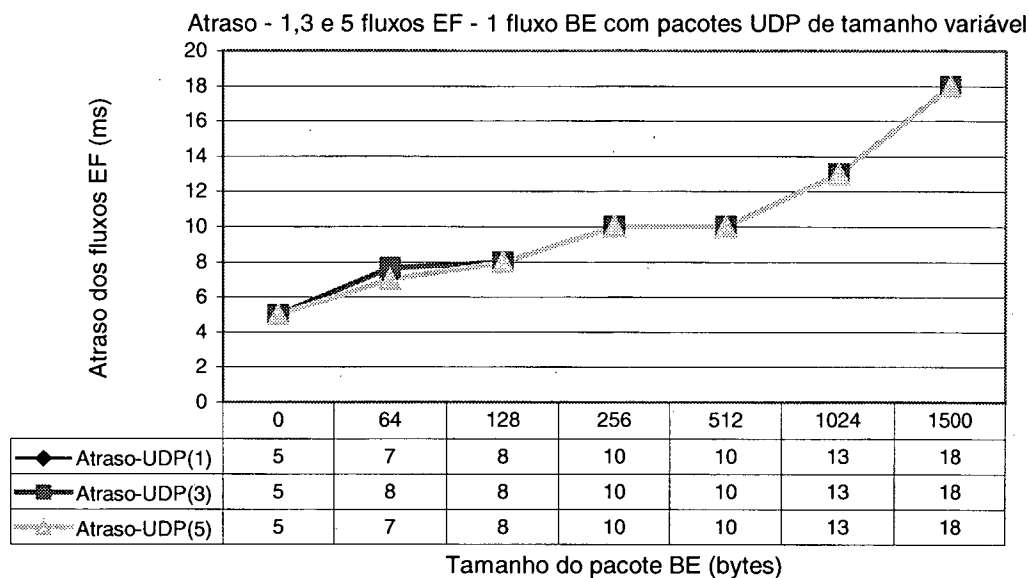 Atraso - 1,3 e 5 fluxos EF - 1 fluxo BE com pacotes UDP de tamanho variável
Atraso dos fluxos EF (ms)
20
18
16
14
12
10
8
6
4
2
0
0 64 128 256 512 1024 1500
Atraso-UDP(1) 5 7 8 10 10 13 18
Atraso-UDP(3) 5 8 8 10 10 13 18
Atraso-UDP(5) 5 7 8 10 10 13 18
Tamanho do pacote BE (bytes)